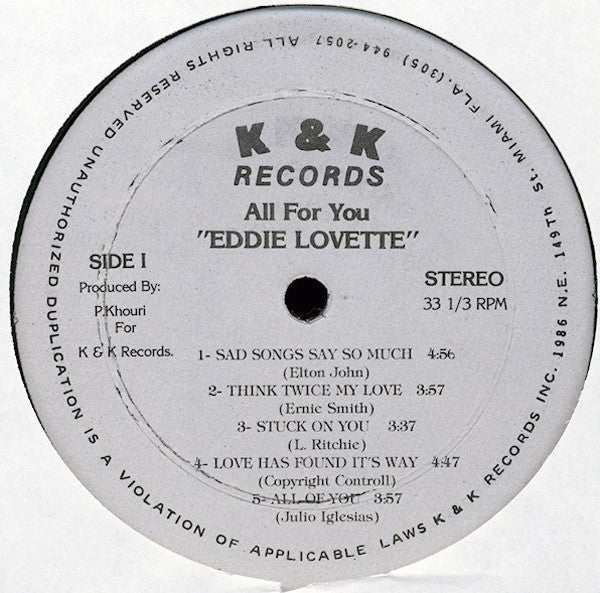 K & K
RECORDS
All For You
"EDDIE LOVETTE"
SIDE I
Produced By:
P.Khouri
For
K & K Records.
STEREO
33 1/3 RPM
1- SAD SONGS SAY SO MUCH 4:56
(Elton John)
2- THINK TWICE MY LOVE 3:57
(Ernie Smith)
3- STUCK ON YOU 3:37
(L. Ritchie)
4- LOVE HAS FOUND IT'S WAY 4:47
(Copyright Controll)
5- ALL OF YOU 3:57
(Julio Iglesias)
K & K RECORDS INC. 1986 N.E. 149TH St. MIAMI FLA. (305) 944-2057 ALL RIGHTS RESERVED UNAUTHORIZED DUPLICATION IS A VIOLATION OF APPLICABLE LAWS